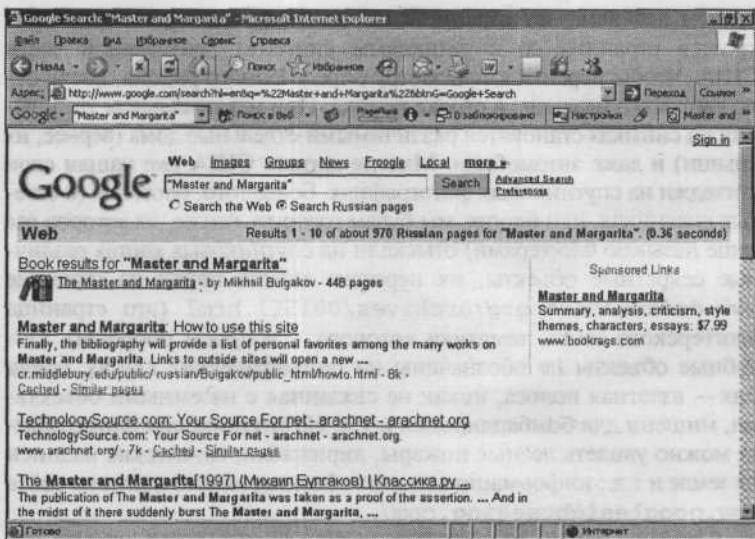 Google Search: "Master and Margarita" - Microsoft Internet Explorer
Файл Правка Вид Избранное Сервис Справка
Назад Поиск Избранное
Адрес: http://www.google.com/search?hl=en&q=%22Master+and+Margarita%22&btnG=Google+Search Переход Ссылки »
Google - "Master and Margarita" Поиск в Веб PageRank 0 заблокировано Настройки Master and »
Sign in
Web Images Groups News Froogle Local more »
Google "Master and Margarita" Search Advanced Search
Preferences
Search the Web Search Russian pages
Web Results 1 - 10 of about 970 Russian pages for "Master and Margarita". (0.36 seconds)
Book results for "Master and Margarita"
The Master and Margarita - by Mikhail Bulgakov - 448 pages
Sponsored Links
Master and Margarita
Summary, analysis, criticism, style
themes, characters, essays: $7.99
www.bookrags.com
Master and Margarita: How to use this site
Finally, the bibliography will provide a list of personal favorites among the many works on
Master and Margarita. Links to outside sites will open a new ...
cr.middlebury.edu/public/russian/Bulgakov/public_html/howto.html - 8k -
Cached - Similar pages
TechnologySource.com: Your Source For net - arachnet - arachnet.org
TechnologySource.com: Your Source For net - arachnet - arachnet.org.
www.arachnet.org/ - 7k - Cached - Similar pages
The Master and Margarita[1997] (Михаил Булгаков) | Классика.ру
The publication of The Master and Margarita was taken as a proof of the assertion. ... And in
the midst of it there suddenly burst The Master and Margarita, ...
Готово Интернет